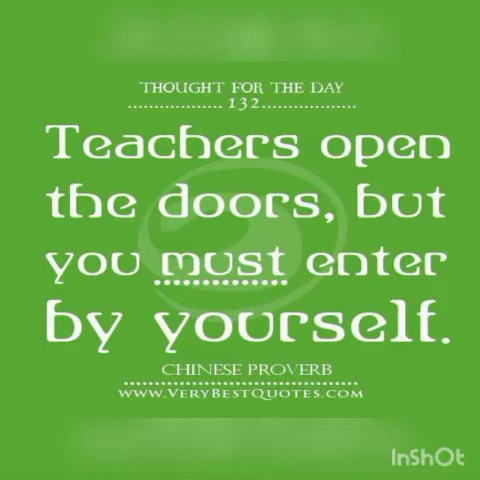 THOUGHT FOR THE DAY
.................. 132..................
Teachers open
the doors, but
you must enter
by yourself.
CHINESE PROVERB
WWW.VERYBESTQUOTES.COM
InShOt